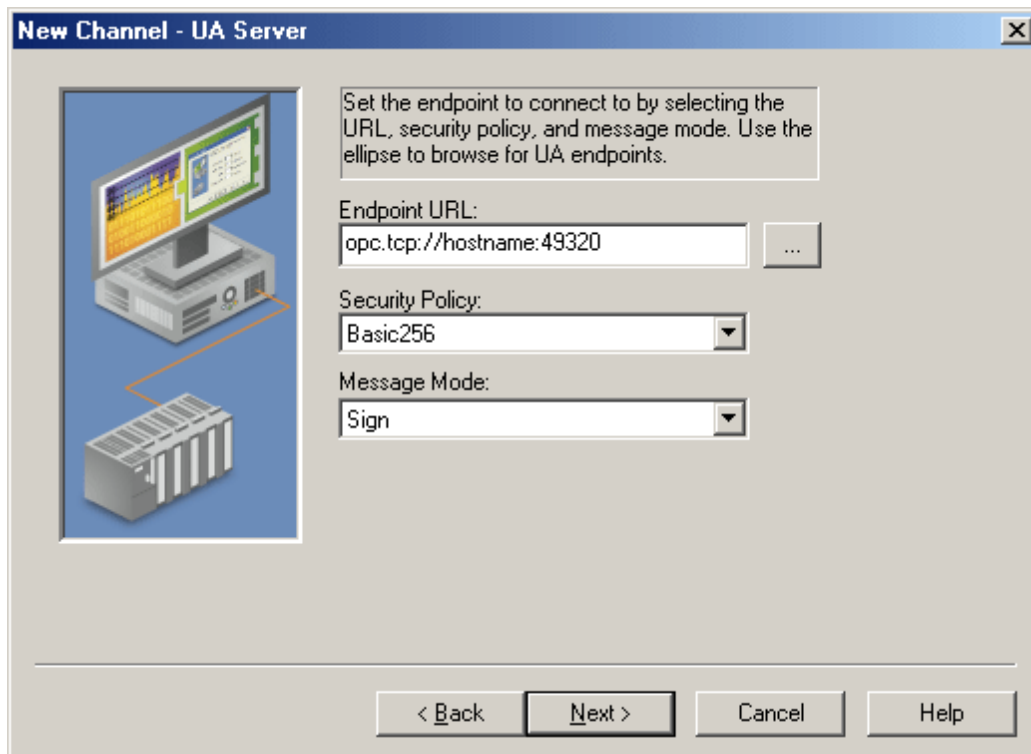 New Channel - UA Server
Set the endpoint to connect to by selecting the
URL, security policy, and message mode. Use the
ellipse to browse for UA endpoints.
Endpoint URL:
opc.tcp://hostname:49320
...
Security Policy:
Basic256
Message Mode:
Sign
< Back
Next >
Cancel
Help